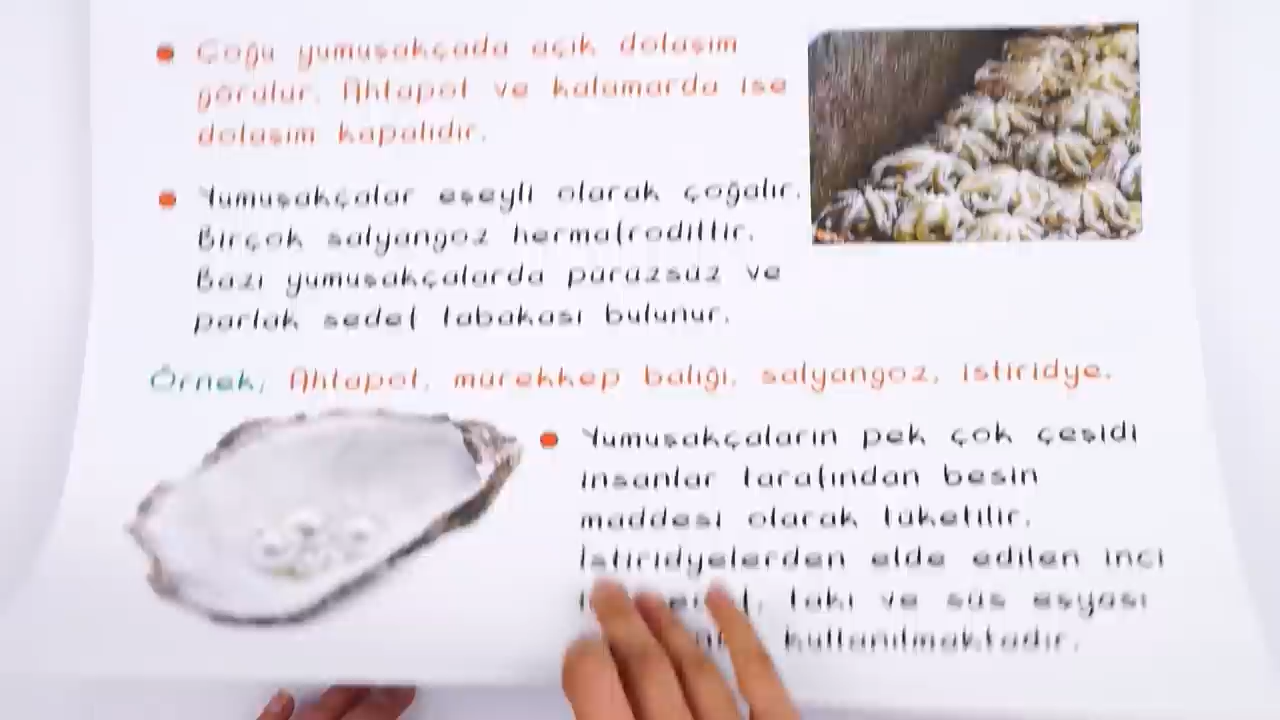 Çoğu yumuşakçada açık dolaşım
görülür. Ahtapot ve kalamarda ise
dolaşım kapalıdır.
Yumuşakçalar eşeyli olarak çoğalır.
Birçok salyangoz hermafrodittir.
Bazı yumuşakçalarda pürüzsüz ve
parlak sedef tabakası bulunur.
Örnek; Ahtapot, mürekkep balığı, salyangoz, istiridye.
Yumuşakçaların pek çok çeşidi
insanlar tarafından besin
maddesi olarak tüketilir.
İstiridyelerden elde edilen inci
takı ve süs eşyası
kullanılmaktadır.